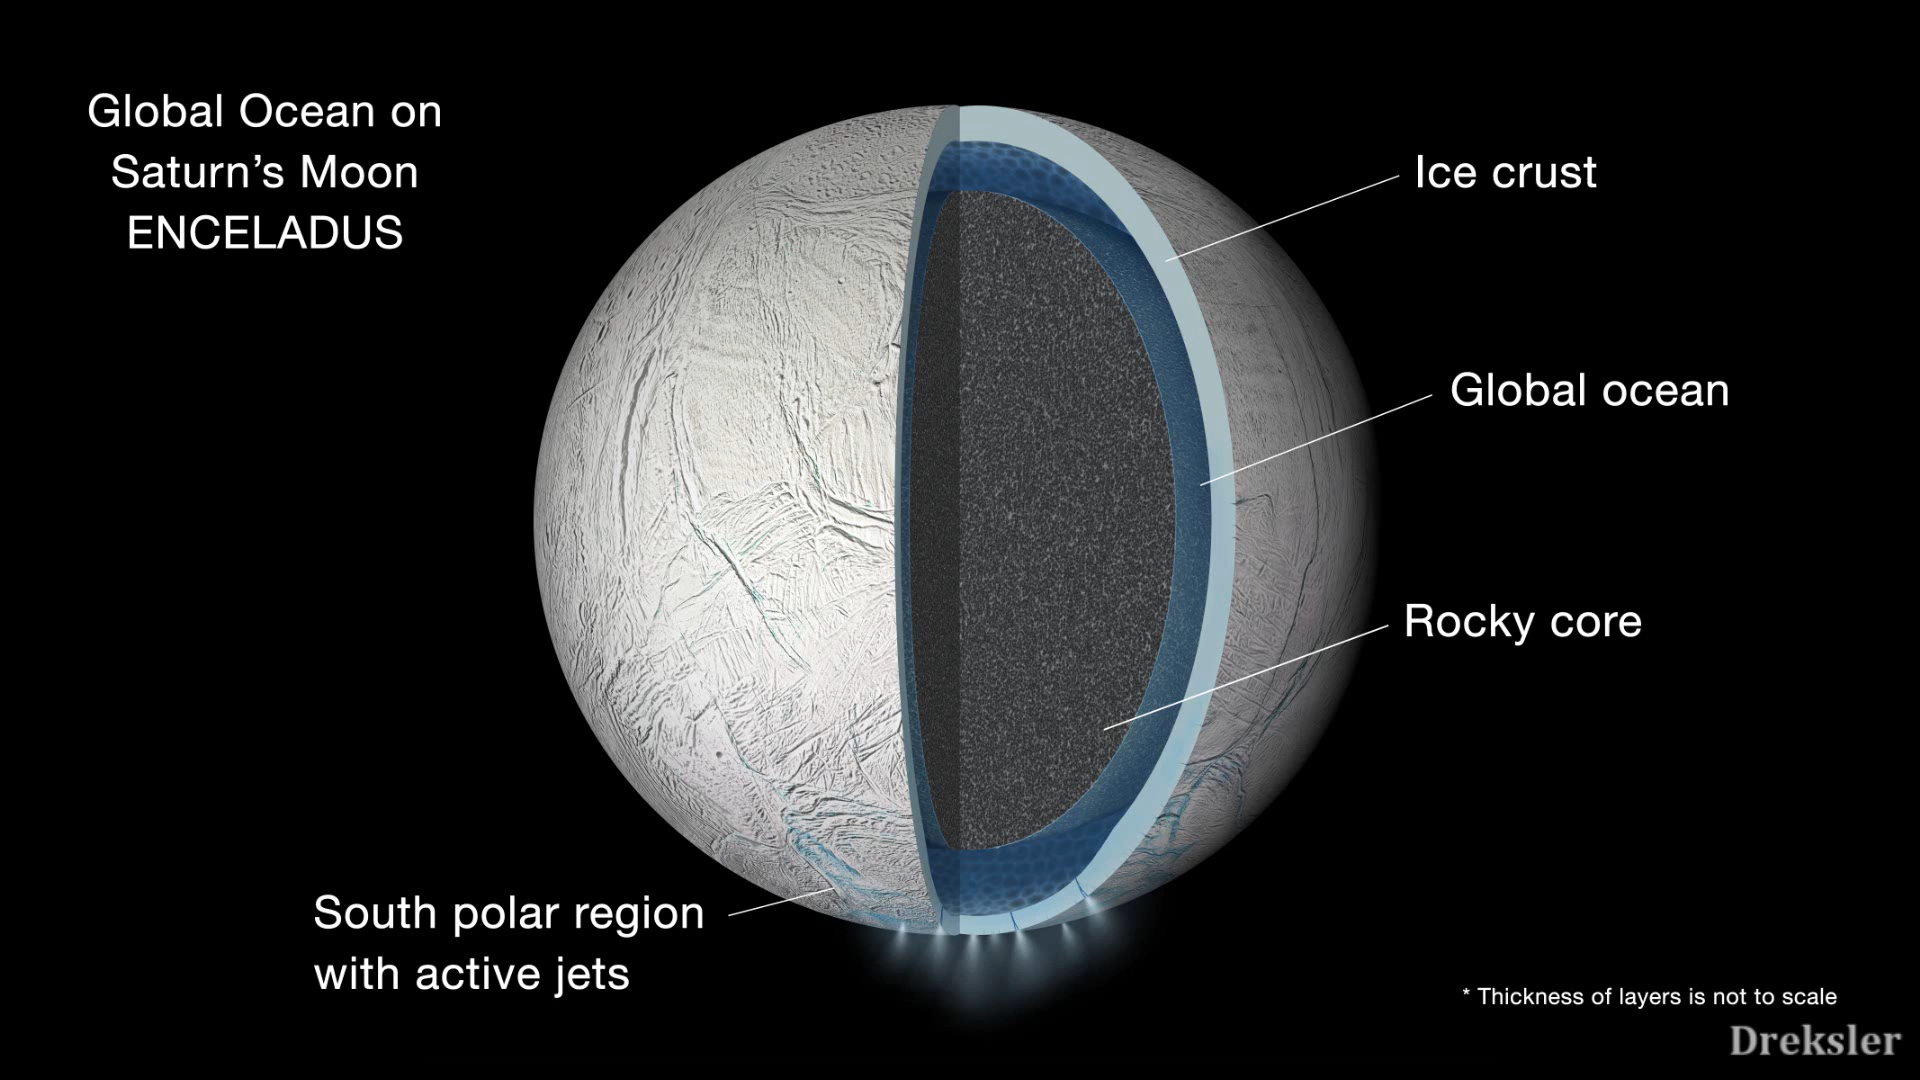 Global Ocean on
Saturn’s Moon
ENCELADUS
Ice crust
Global ocean
Rocky core
South polar region
with active jets
* Thickness of layers is not to scale
Dreksler